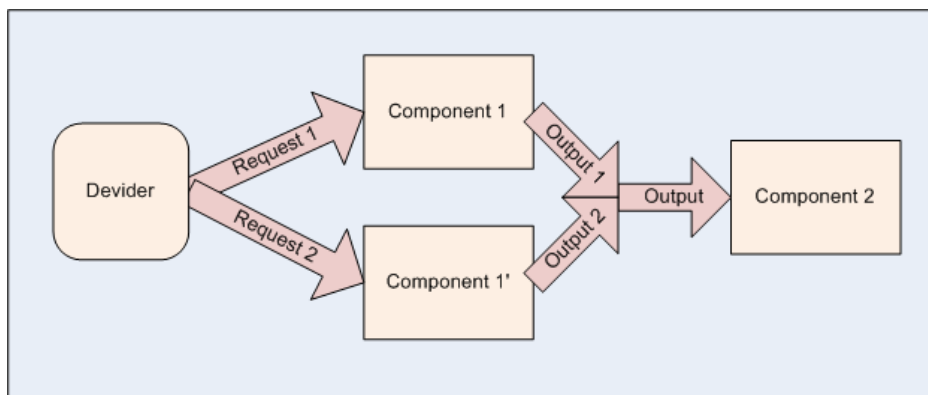 Devider
Request 1
Request 2
Component 1
Component 1'
Output 1
Output 2
Output
Component 2